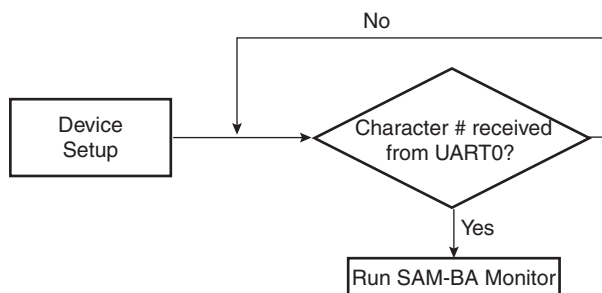 No
Device
Setup
Character # received
from UART0?
Yes
Run SAM-BA Monitor